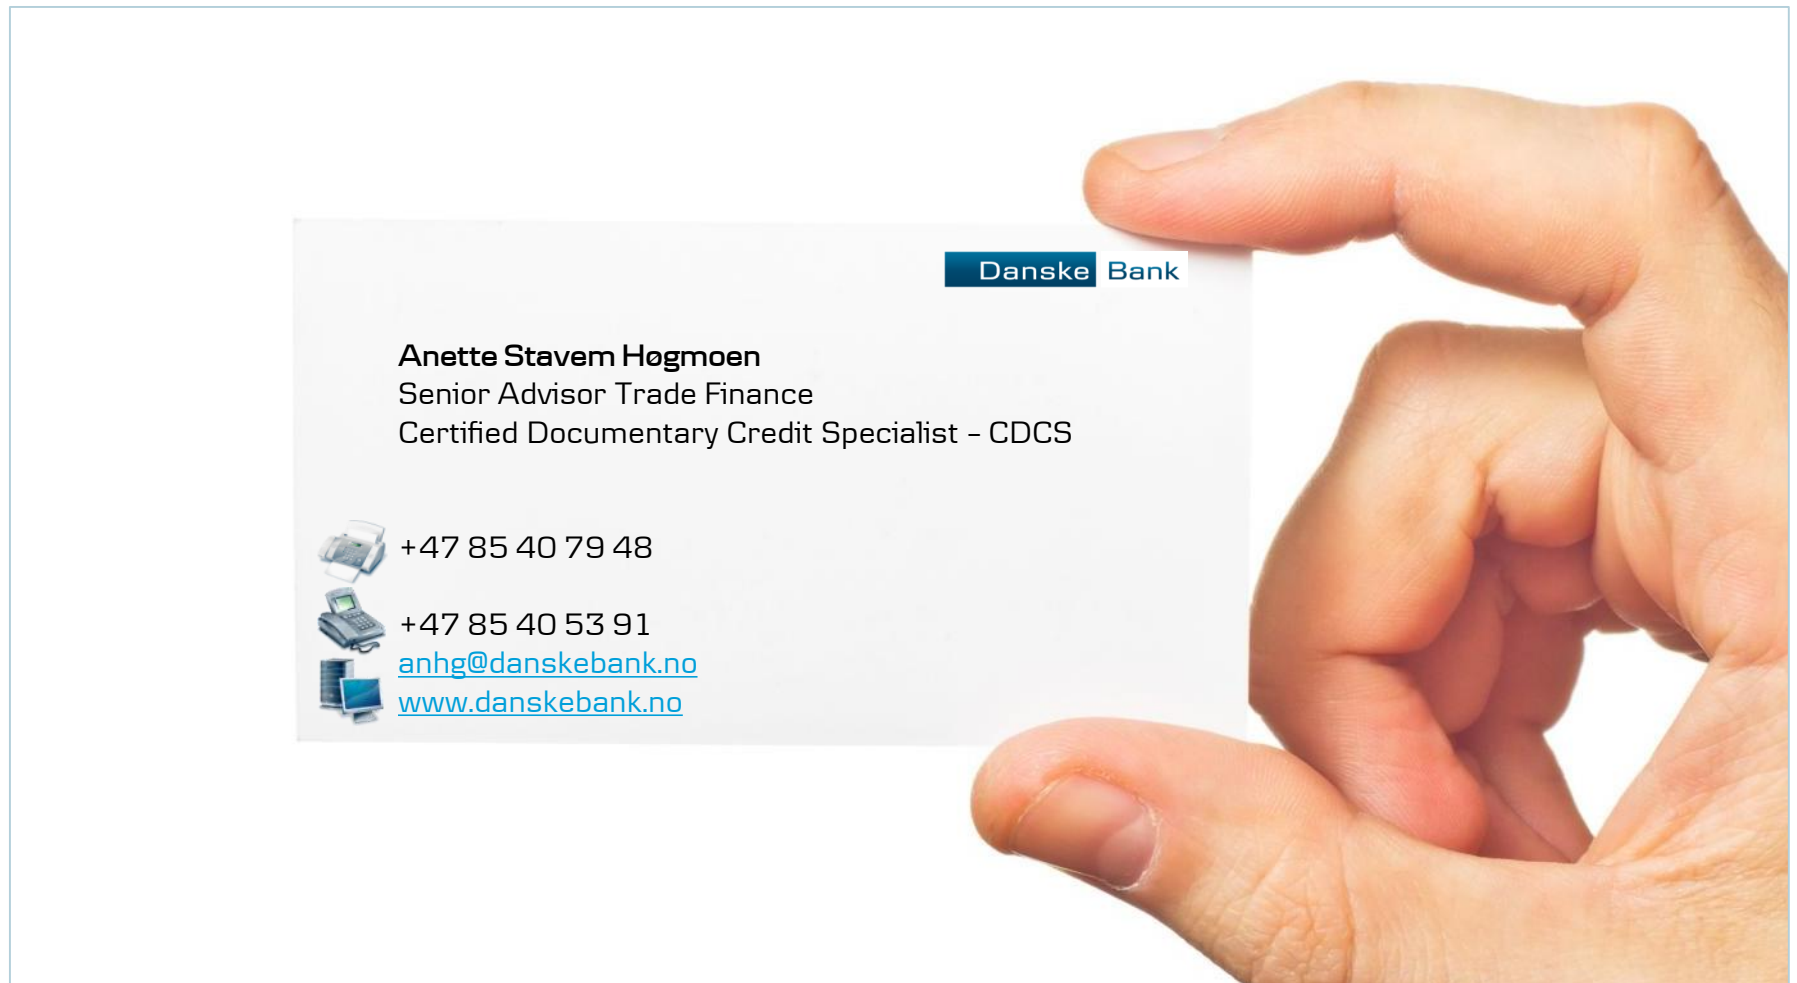 Danske Bank
Anette Stavem Høgmoen
Senior Advisor Trade Finance
Certified Documentary Credit Specialist – CDCS
+47 85 40 79 48
+47 85 40 53 91
anhg@danskebank.no
www.danskebank.no